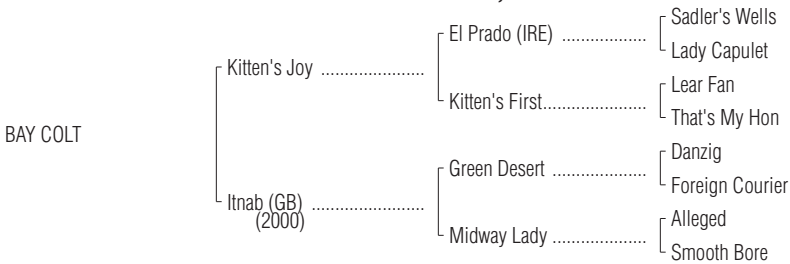 Sadler's Wells
El Prado (IRE) ..................
Lady Capulet
Kitten's Joy ......................
Lear Fan
Kitten's First......................
That's My Hon
BAY COLT
Danzig
Green Desert ....................
Foreign Courier
Itnab (GB) ........................
(2000)
Alleged
Midway Lady ....................
Smooth Bore